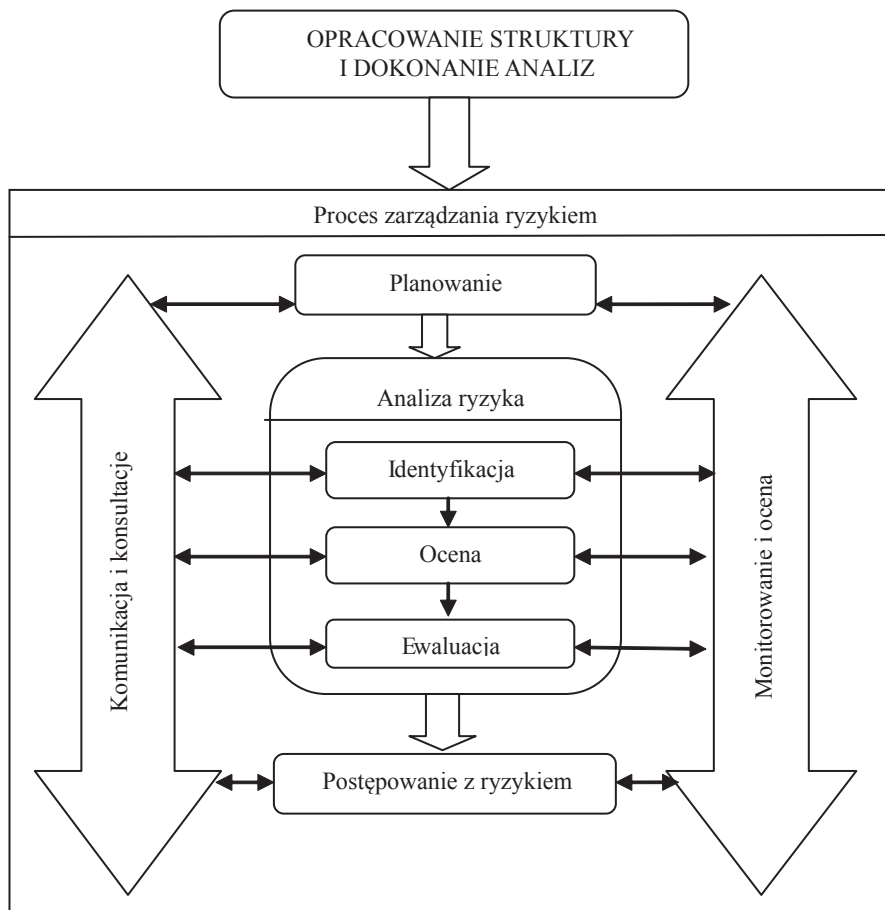 OPRACOWANIE STRUKTURY
I DOKONANIE ANALIZ
Proces zarządzania ryzykiem
Planowanie
Analiza ryzyka
Identyfikacja
Ocena
Ewaluacja
Postępowanie z ryzykiem
Komunikacja i konsultacje
Monitorowanie i ocena